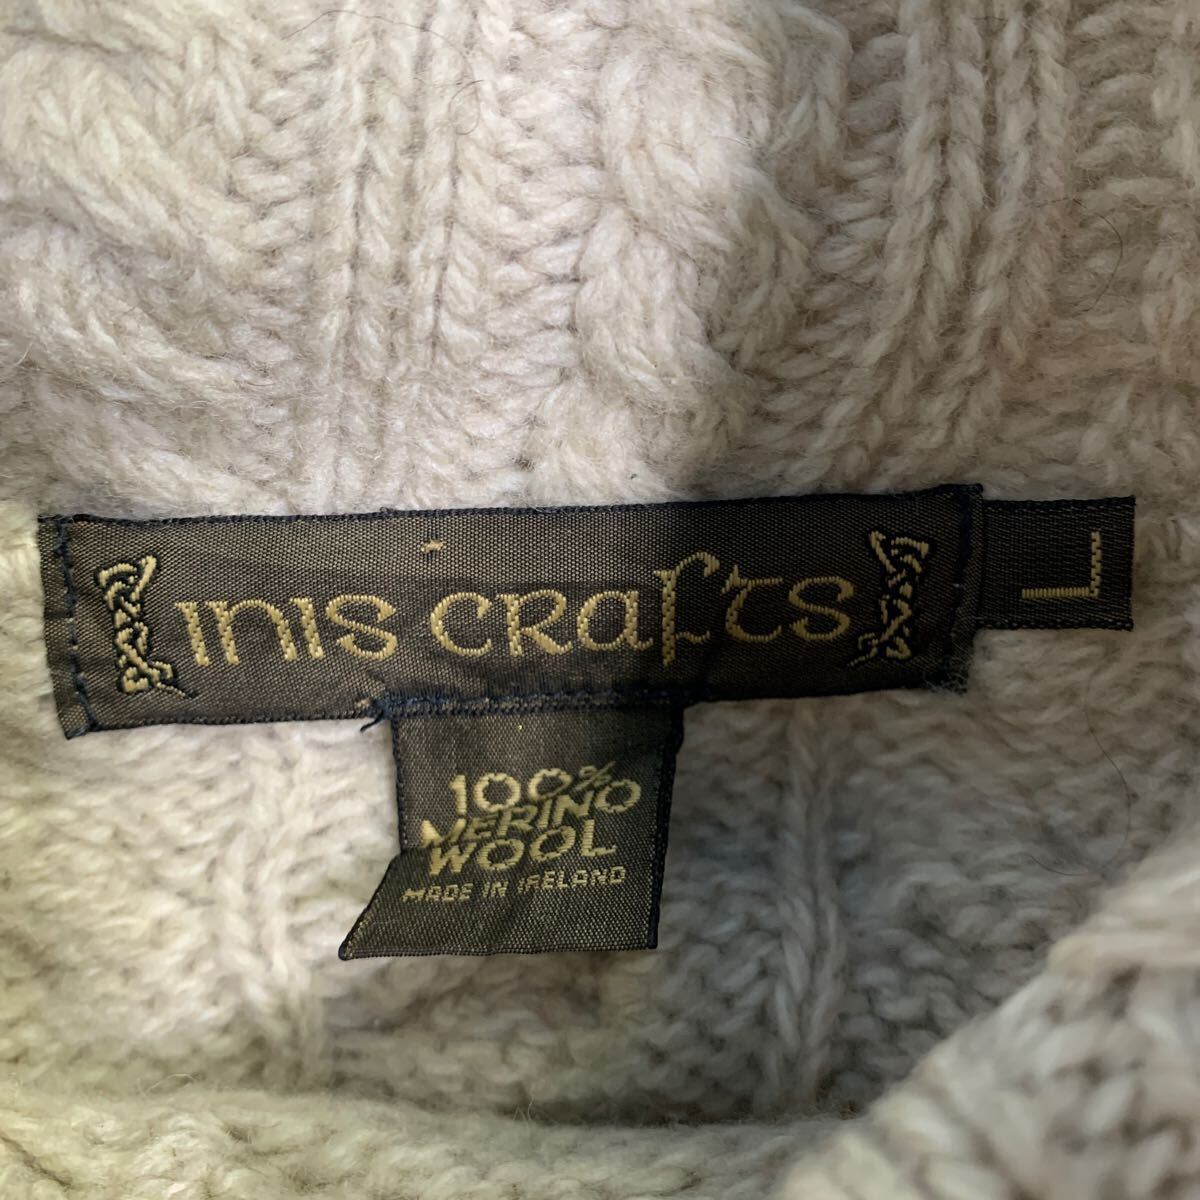 INIS CRAFTS
L
100%
MERINO
WOOL
MADE IN IRELAND